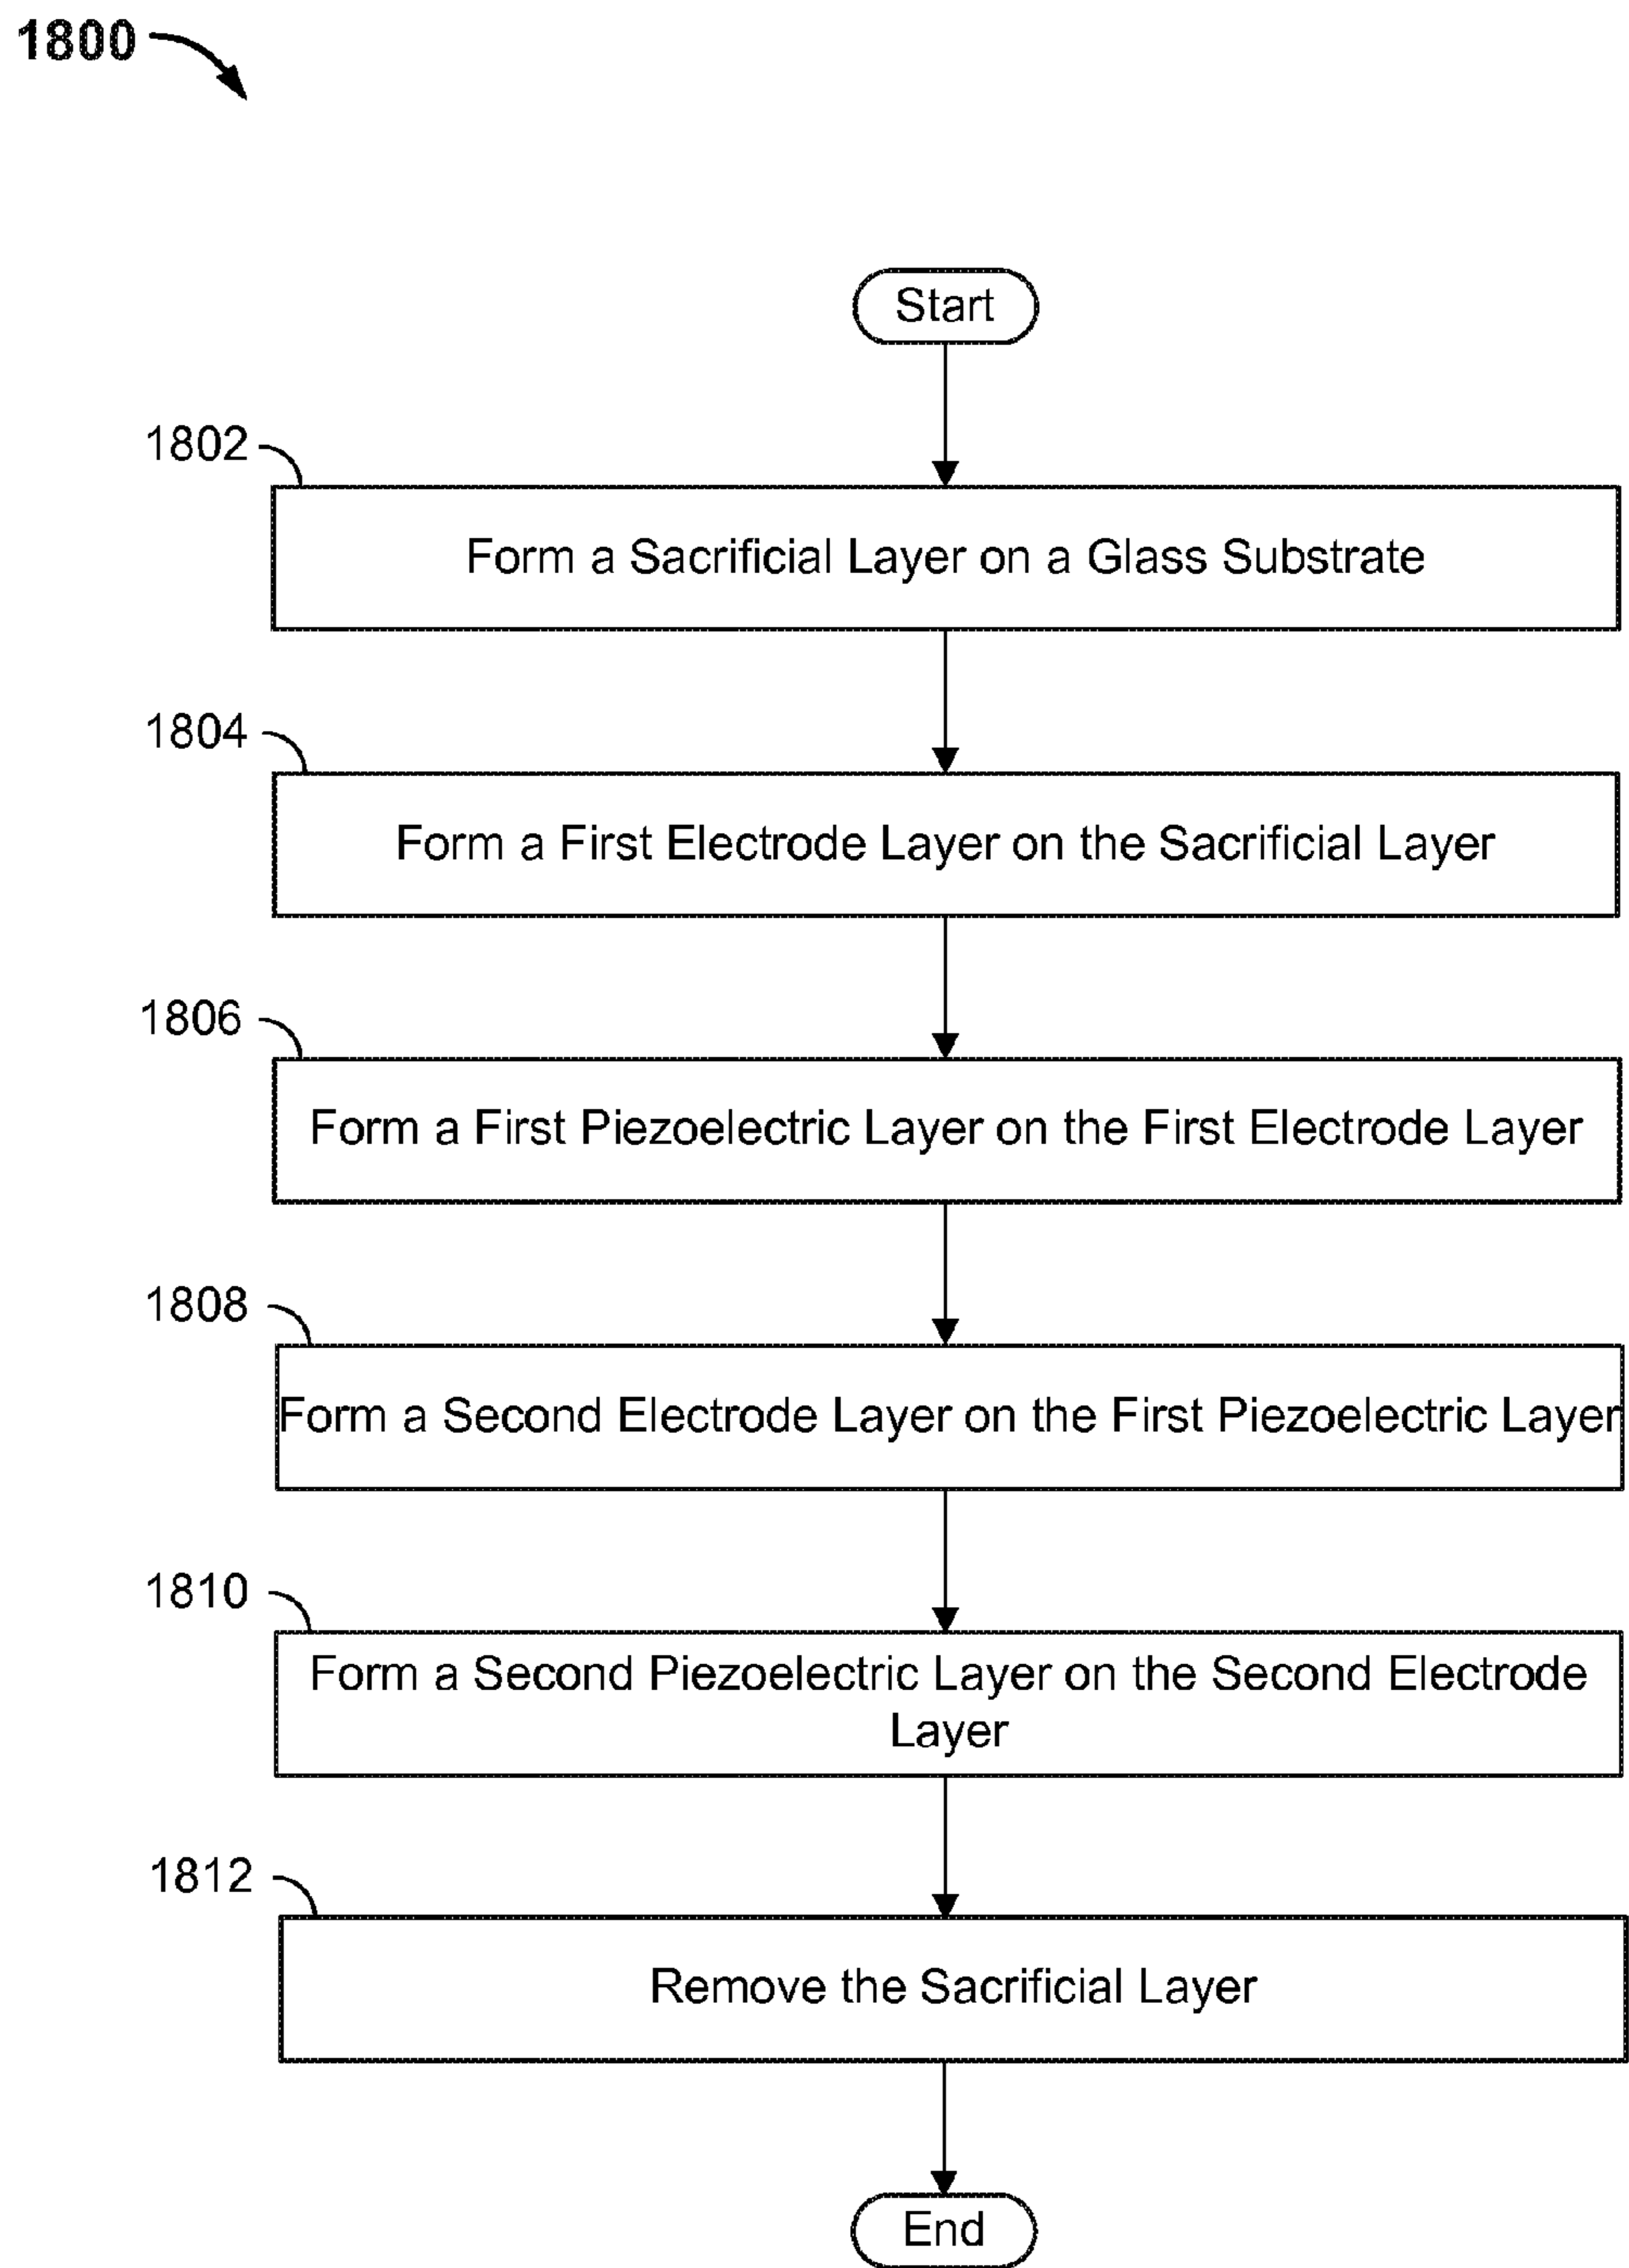 1800
Start
1802
Form a Sacrificial Layer on a Glass Substrate
1804
Form a First Electrode Layer on the Sacrificial Layer
1806
Form a First Piezoelectric Layer on the First Electrode Layer
1808
Form a Second Electrode Layer on the First Piezoelectric Layer
1810
Form a Second Piezoelectric Layer on the Second Electrode
Layer
1812
Remove the Sacrificial Layer
End